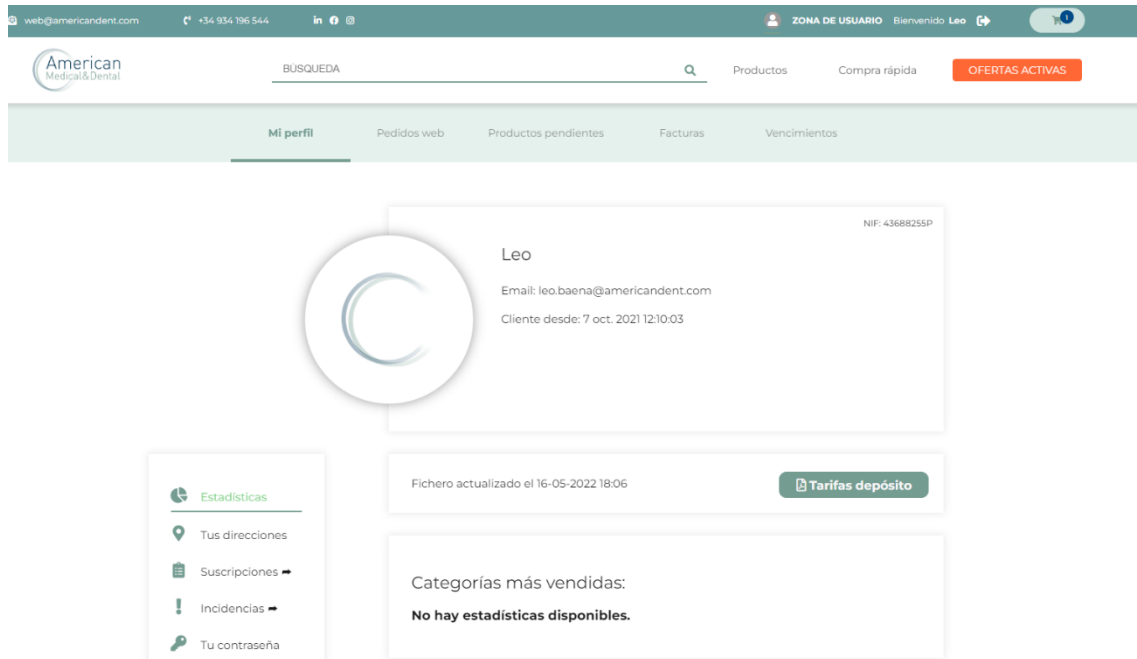 web@americandent.com +34 934 196 544 in ZONA DE USUARIO Bienvenido Leo 1
American
Medical&Dental
BÚSQUEDA Productos Compra rápida OFERTAS ACTIVAS
Mi perfil Pedidos web Productos pendientes Facturas Vencimientos
NIF: 43688255P
Leo
Email: leo.baena@americandent.com
Cliente desde: 7 oct. 2021 12:10:03
Fichero actualizado el 16-05-2022 18:06 Tarifas depósito
Estadísticas
Tus direcciones
Suscripciones
Incidencias
Tu contraseña
Categorías más vendidas:
No hay estadísticas disponibles.